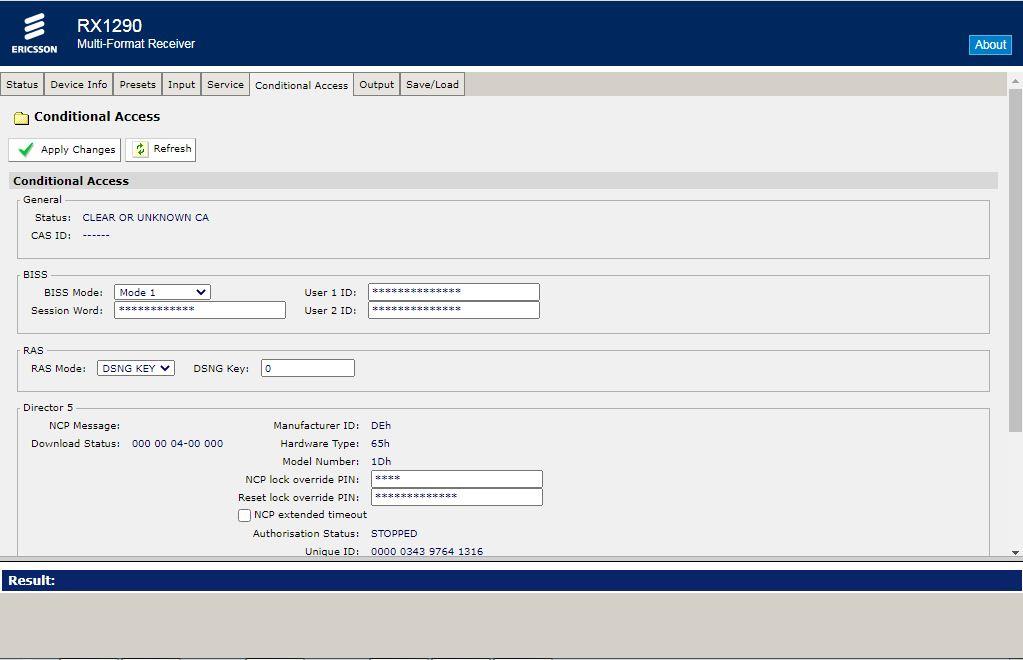 RX1290
Multi-Format Receiver
ERICSSON
About
Status Device Info Presets Input Service Conditional Access Output Save/Load
Conditional Access
Apply Changes Refresh
Conditional Access
General
Status: CLEAR OR UNKNOWN CA
CAS ID: ------
BISS
BISS Mode: Mode 1 User 1 ID: **************
Session Word: ************ User 2 ID: **************
RAS
RAS Mode: DSNG KEY DSNG Key: 0
Director 5
NCP Message: Manufacturer ID: DEh
Download Status: 000 00 04-00 000 Hardware Type: 65h
Model Number: 1Dh
NCP lock override PIN: ****
Reset lock override PIN: *************
NCP extended timeout
Authorisation Status: STOPPED
Unique ID: 0000 0343 9764 1316
Result: